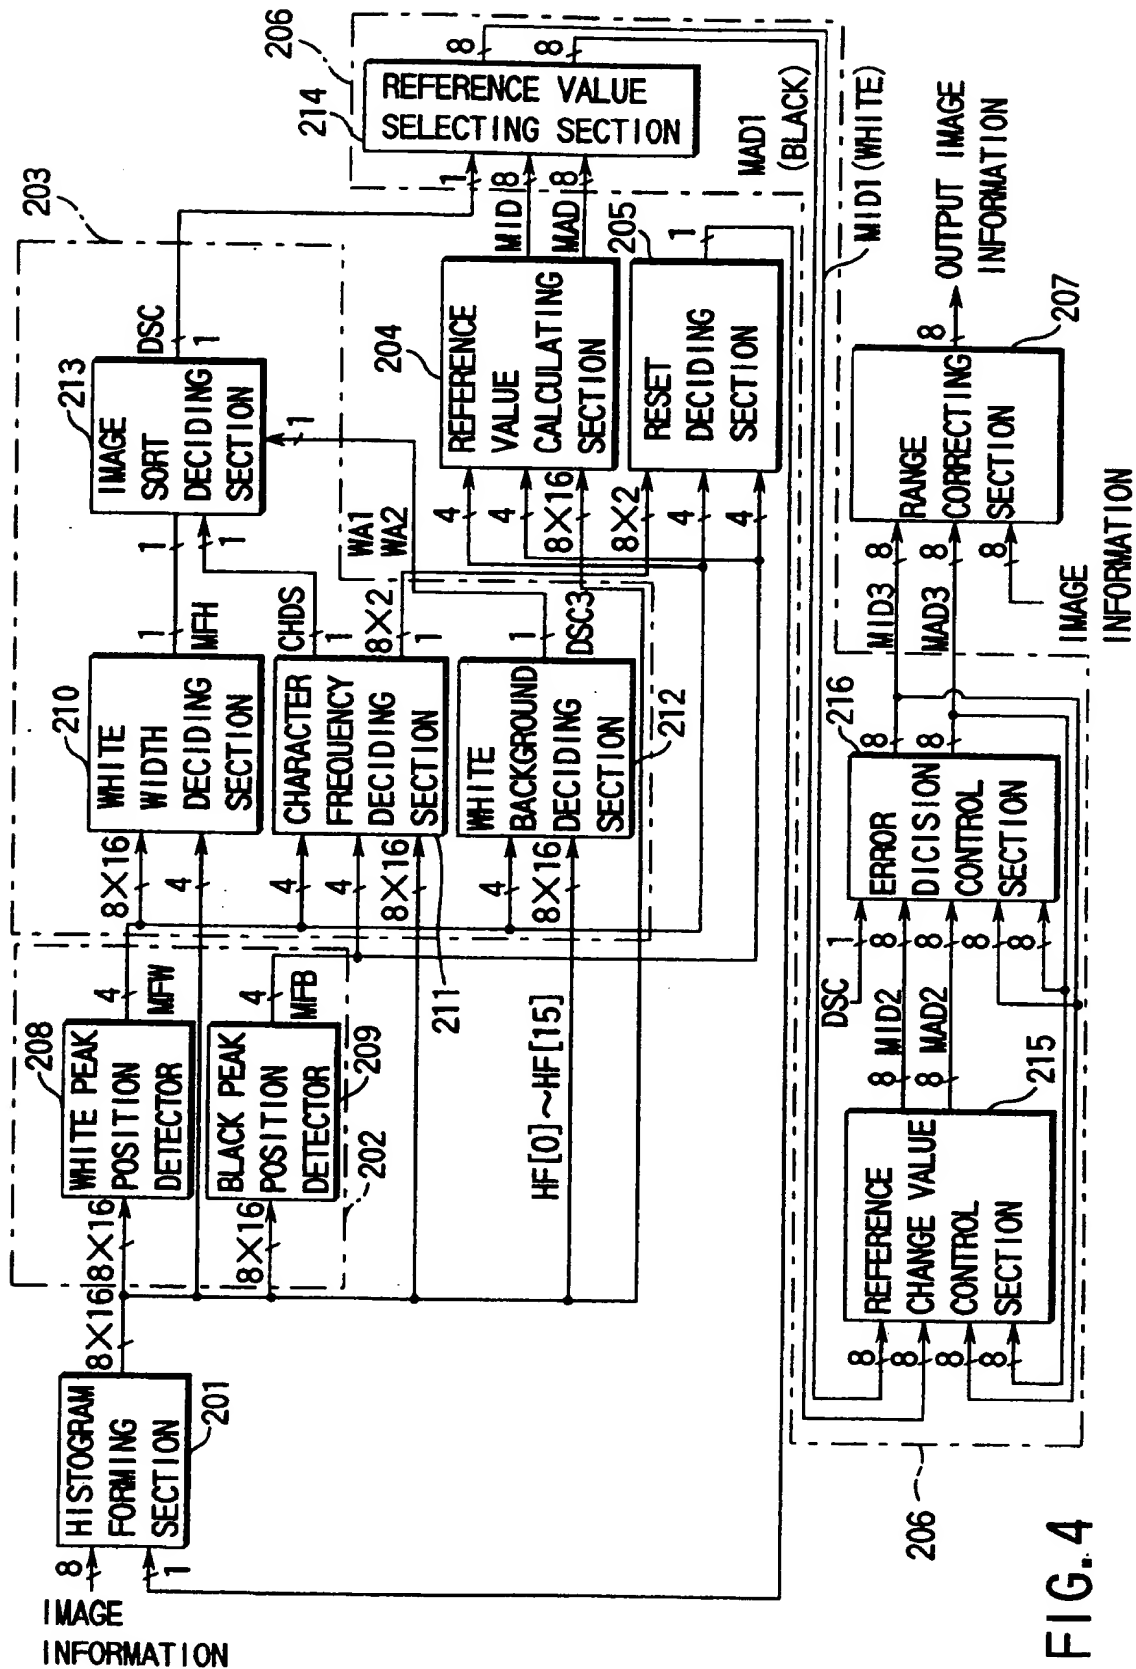 IMAGE
INFORMATION
8
1
HISTOGRAM
FORMING
SECTION
201
8×16
8×16
8×16
WHITE PEAK
POSITION
DETECTOR
208
BLACK PEAK
POSITION
DETECTOR
209
202
4
MFW
4
MFB
HF[0]~HF[15]
8×16
4
4
4
8×16
4
8×16
WHITE
WIDTH
DECIDING
SECTION
210
CHARACTER
FREQUENCY
DECIDING
SECTION
211
WHITE
BACKGROUND
DECIDING
SECTION
212
1
MFH
CHDS
1
8×2
1
1
DSC3
1
1
WA1
WA2
IMAGE
SORT
DECIDING
SECTION
213
1
DSC
1
203
4
4
8×16
8×2
4
4
REFERENCE
VALUE
CALCULATING
SECTION
204
RESET
DECIDING
SECTION
205
1
MID
MAD
1
8
8
REFERENCE VALUE
SELECTING SECTION
214
206
8
8
MAD1
(BLACK)
MID1(WHITE)
8
8
8
8
REFERENCE
CHANGE VALUE
CONTROL
SECTION
215
8
8
MID2
MAD2
DSC
1
8
8
8
8
ERROR
DICISION
CONTROL
SECTION
216
8
8
MID3
MAD3
8
8
8
IMAGE
INFORMATION
RANGE
CORRECTING
SECTION
207
8
OUTPUT IMAGE
INFORMATION
206
FIG.4